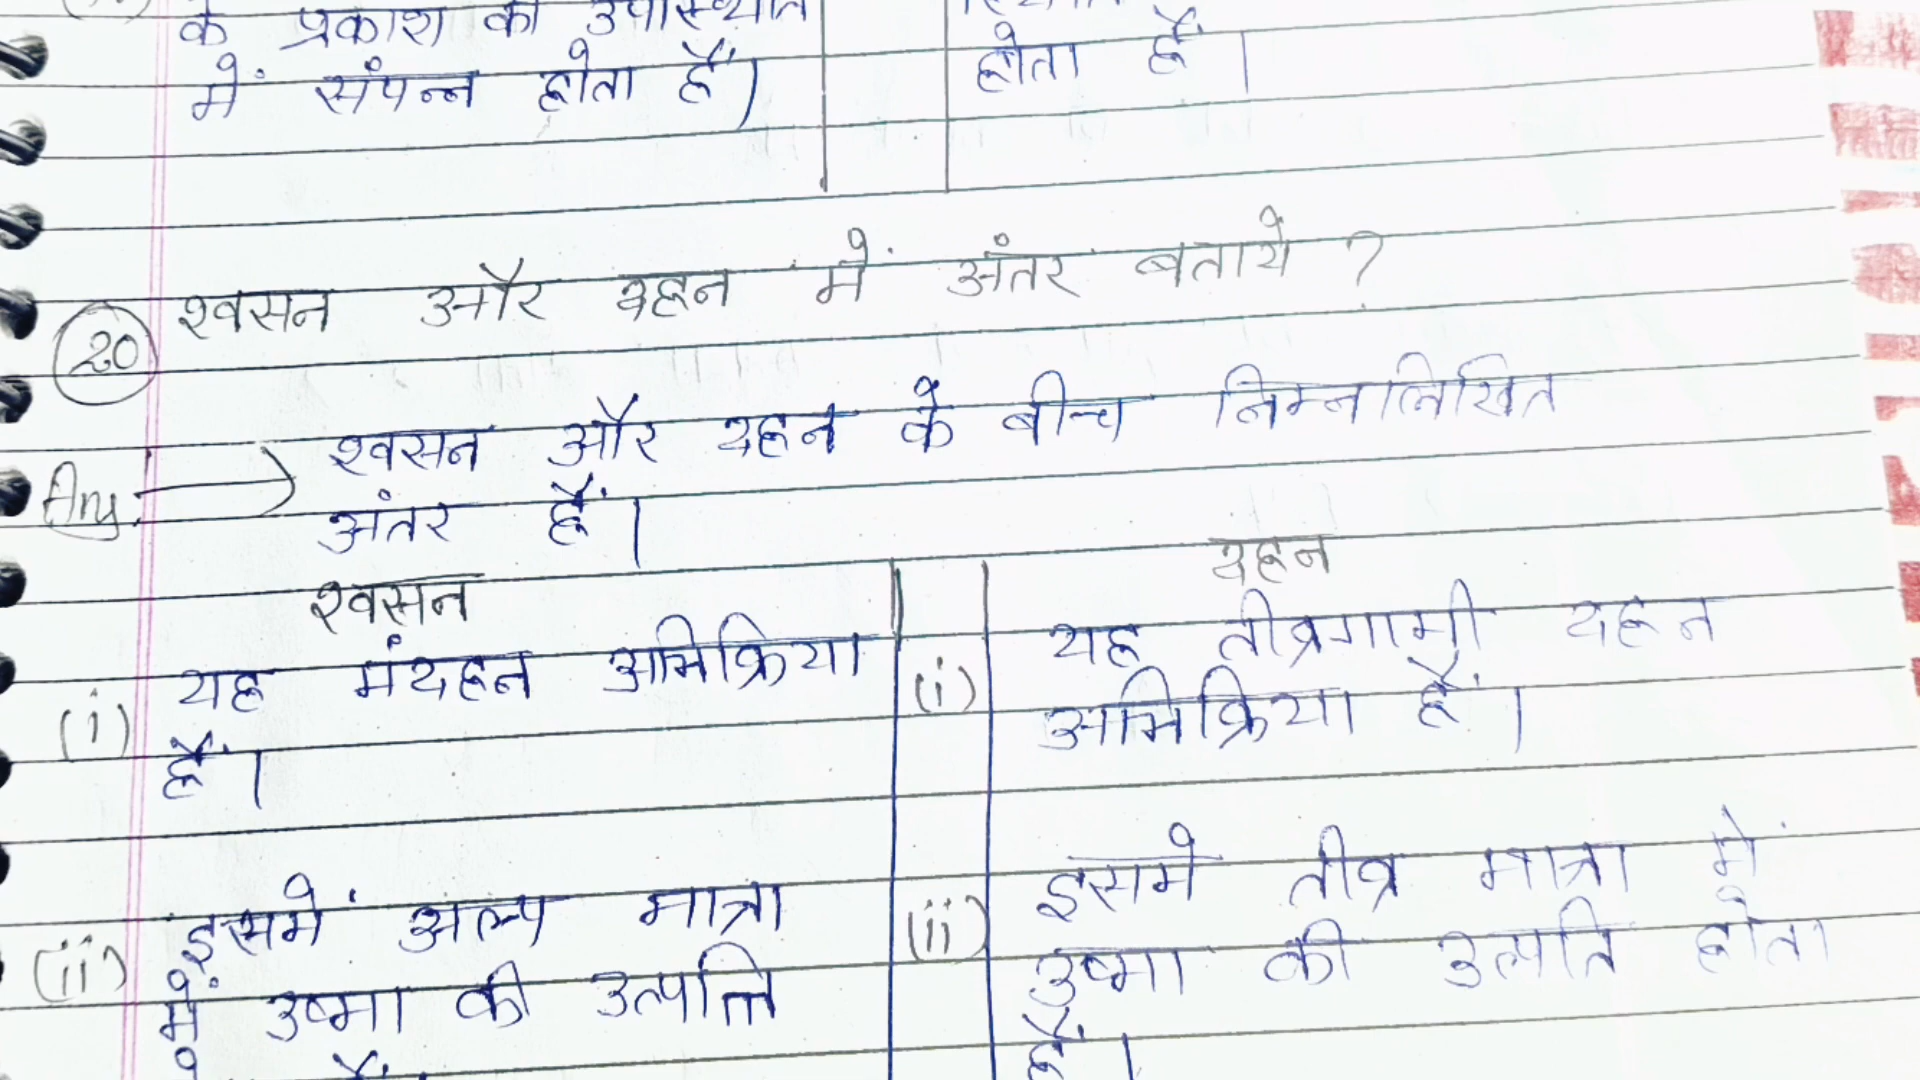 के प्रकाश की उपस्थिति
में संपन्न होता हैं।
होता हैं।
(20) श्वसन और दहन में अंतर बताये ?
Ans. → श्वसन और दहन के बीच निम्नलिखित
अंतर हैं।
श्वसन
(i) यह मंददहन अभिक्रिया
हैं।
(ii) इसमें अल्प मात्रा
में उष्मा की उत्पत्ति
दहन
(i) यह तीव्रगामी दहन
अभिक्रिया हैं।
(ii) इसमे तीव्र मात्रा में
उष्मा की उत्पति होता
हैं।